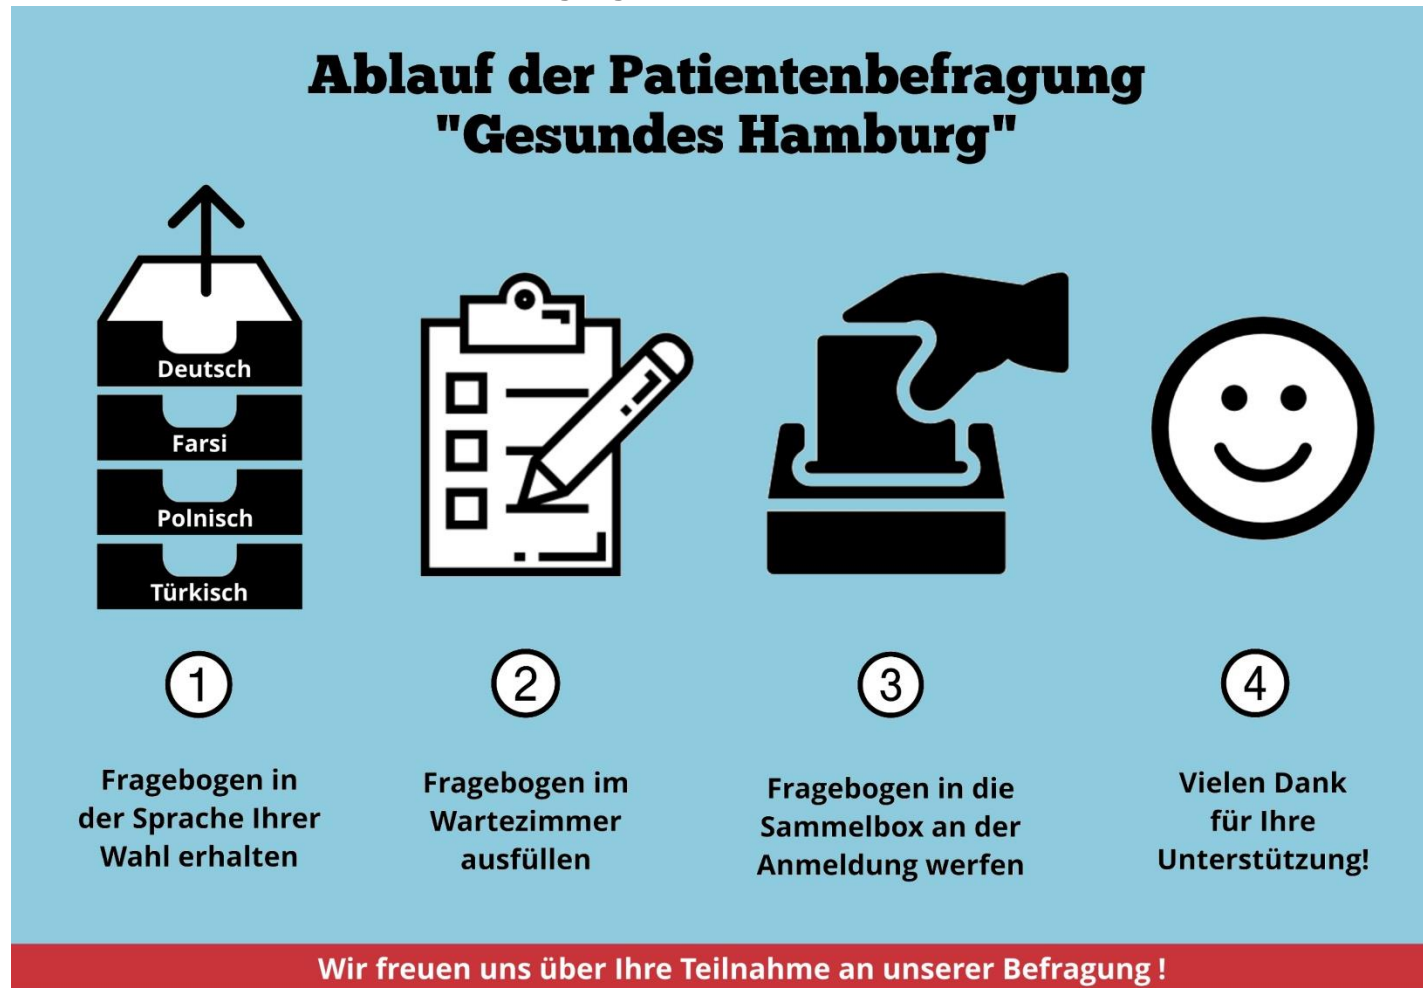 Ablauf der Patientenbefragung
"Gesundes Hamburg"
Deutsch
Farsi
Polnisch
Türkisch
1
Fragebogen in
der Sprache Ihrer
Wahl erhalten
2
Fragebogen im
Wartezimmer
ausfüllen
3
Fragebogen in die
Sammelbox an der
Anmeldung werfen
4
Vielen Dank
für Ihre
Unterstützung!
Wir freuen uns über Ihre Teilnahme an unserer Befragung !